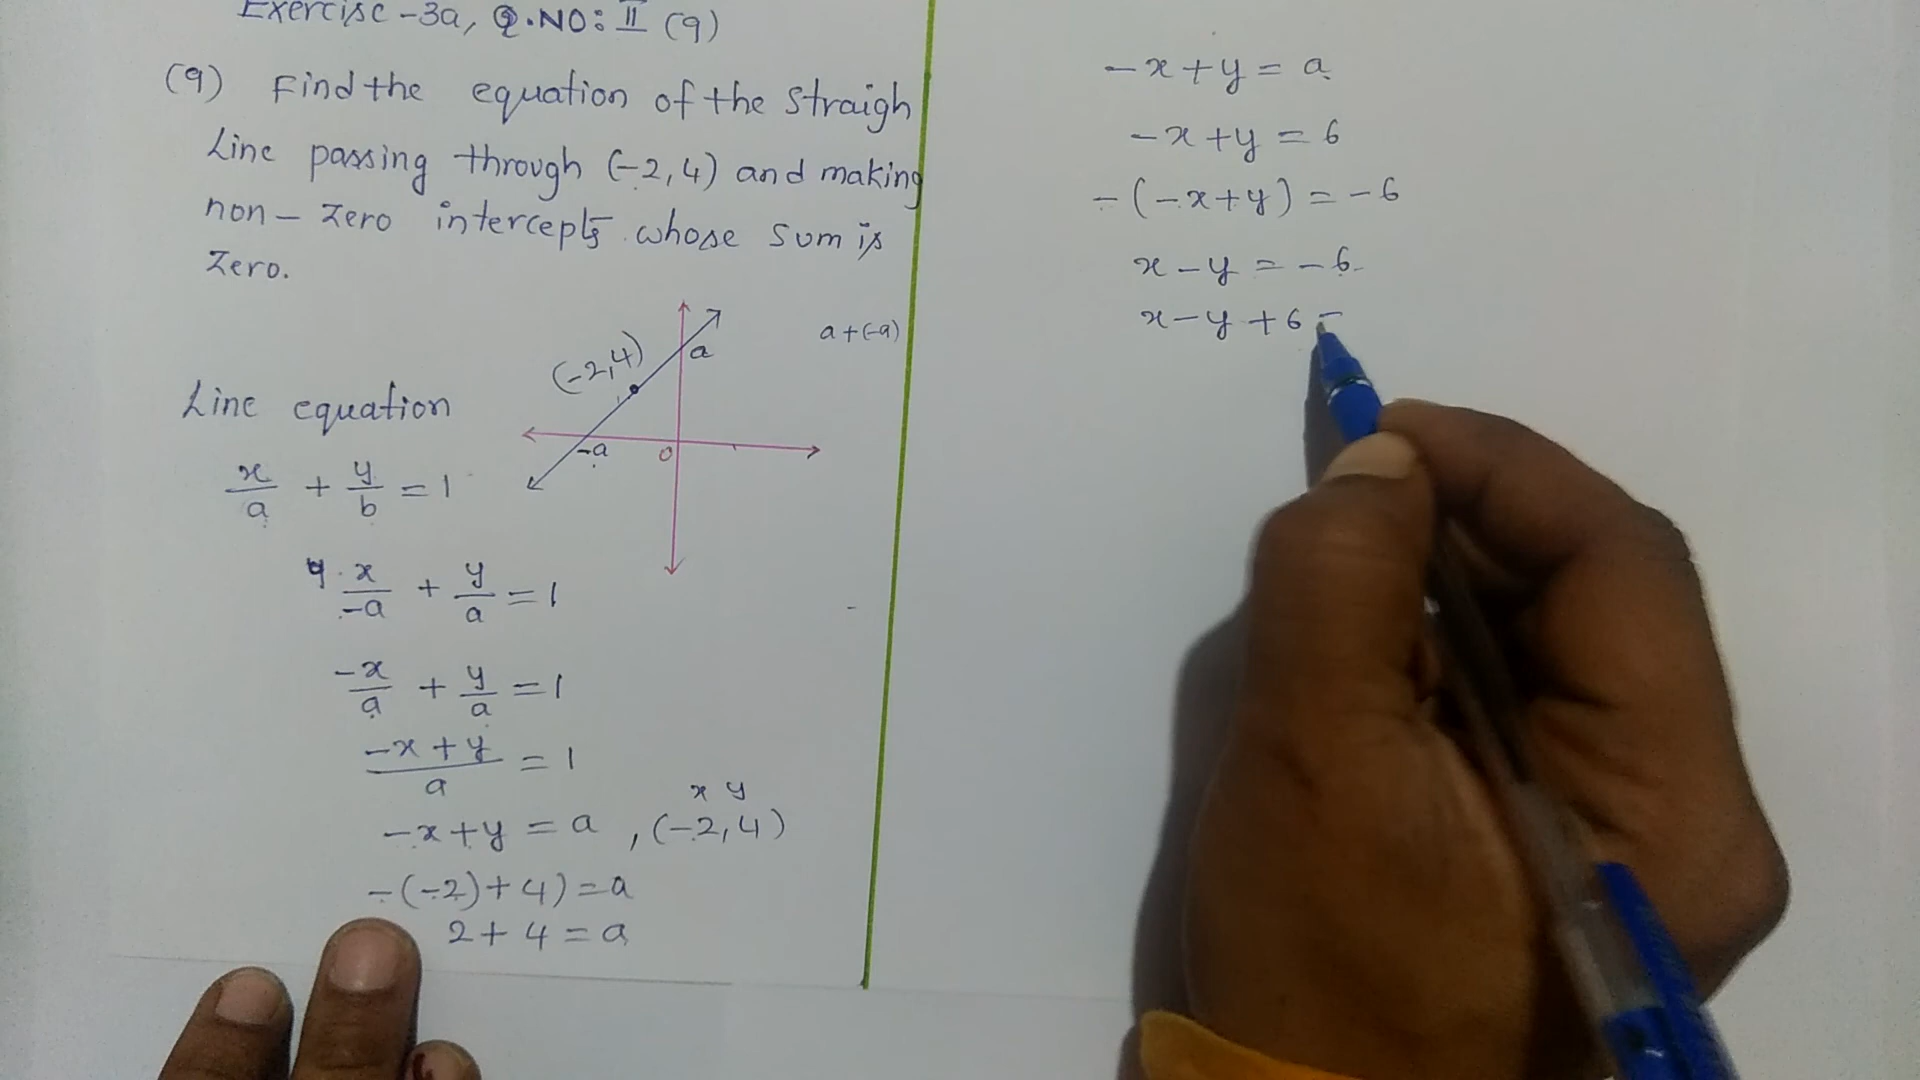 Exercise - 3a, Q.NO: II (9)
(9) Find the equation of the straigh
Line passing through (-2,4) and making
non - zero intercepts whose sum is
Zero.
a+(-a)
(-2,4)
a
-a
0
Line equation
x/a + y/b = 1
x/-a + y/a = 1
-x/a + y/a = 1
-x+y/a = 1
x y
-x+y = a , (-2,4)
-(-2)+4)=a
2+4=a
-x+y=a
-x+y=6
-(-x+y)=-6
x-y=-6
x-y+6=